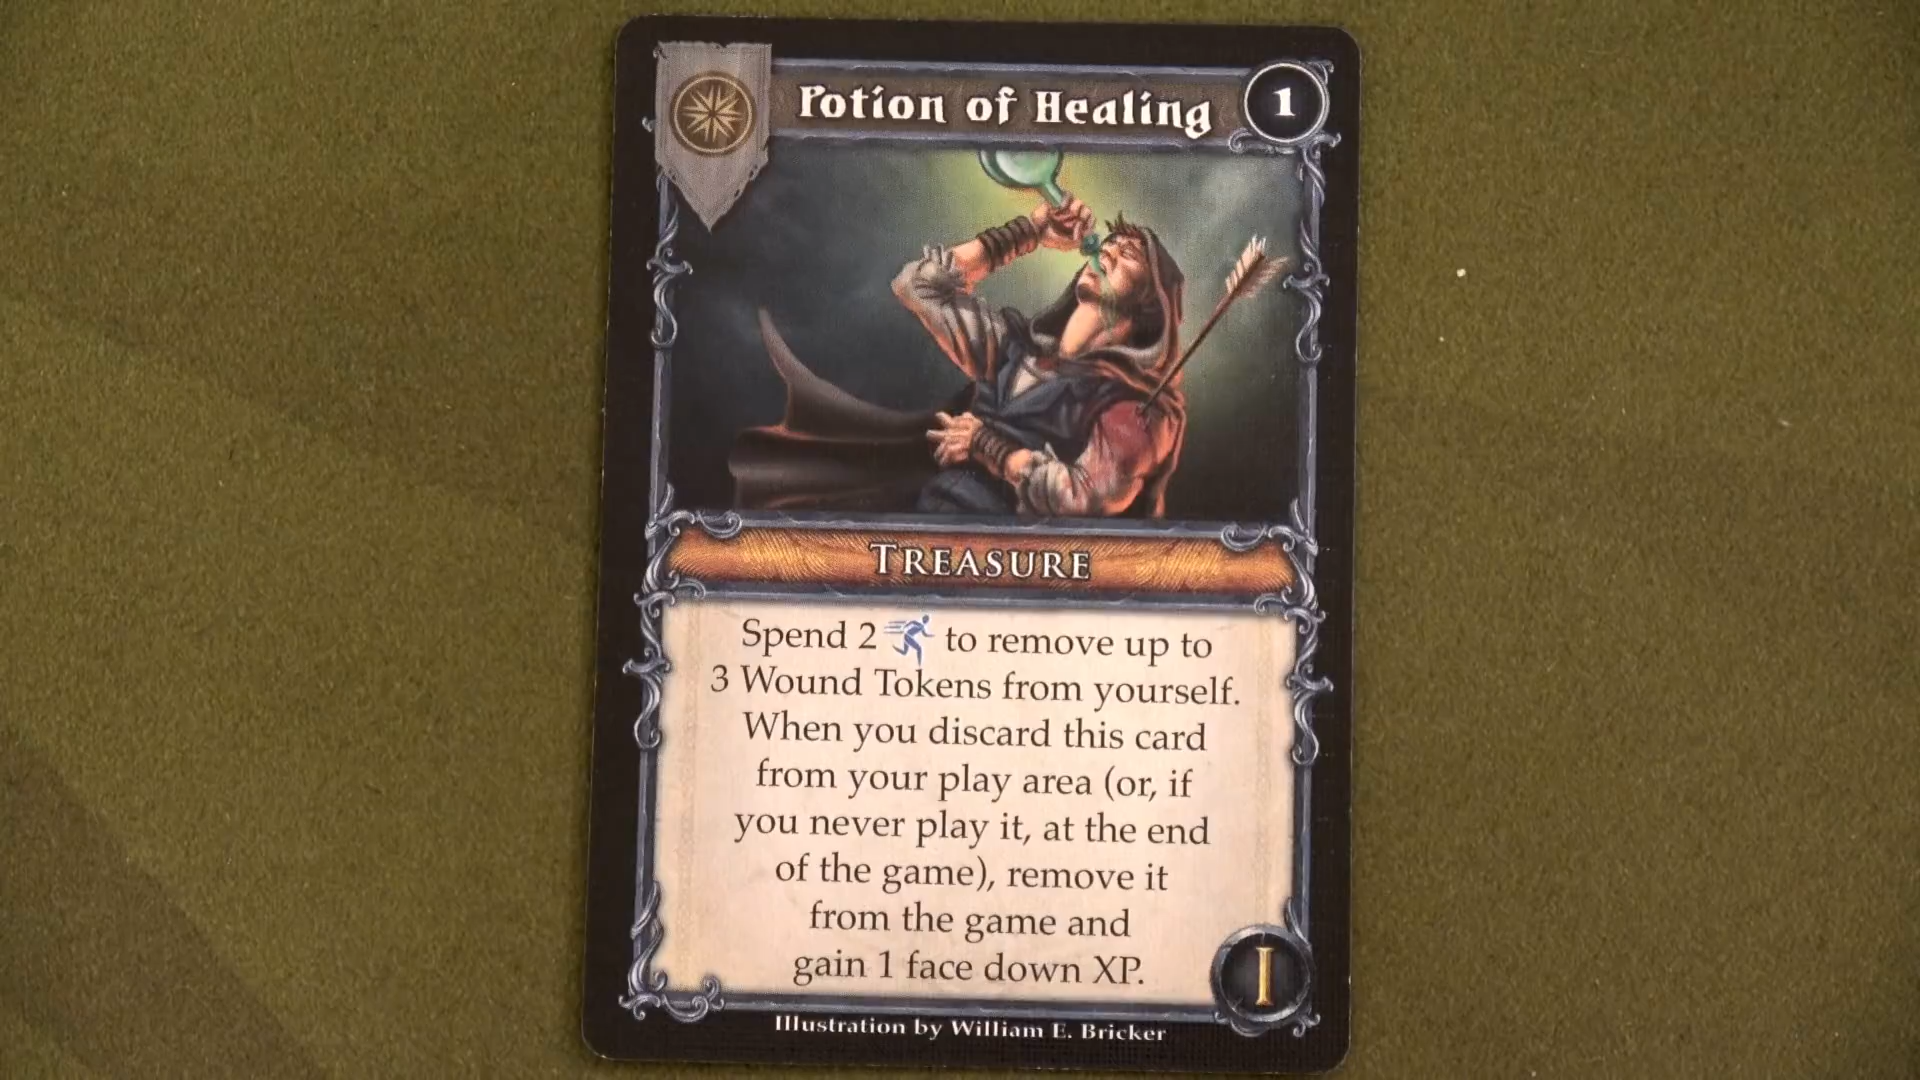 Potion of Healing 1
TREASURE
Spend 2 to remove up to
3 Wound Tokens from yourself.
When you discard this card
from your play area (or, if
you never play it, at the end
of the game), remove it
from the game and
gain 1 face down XP.
I
Illustration by William E. Bricker